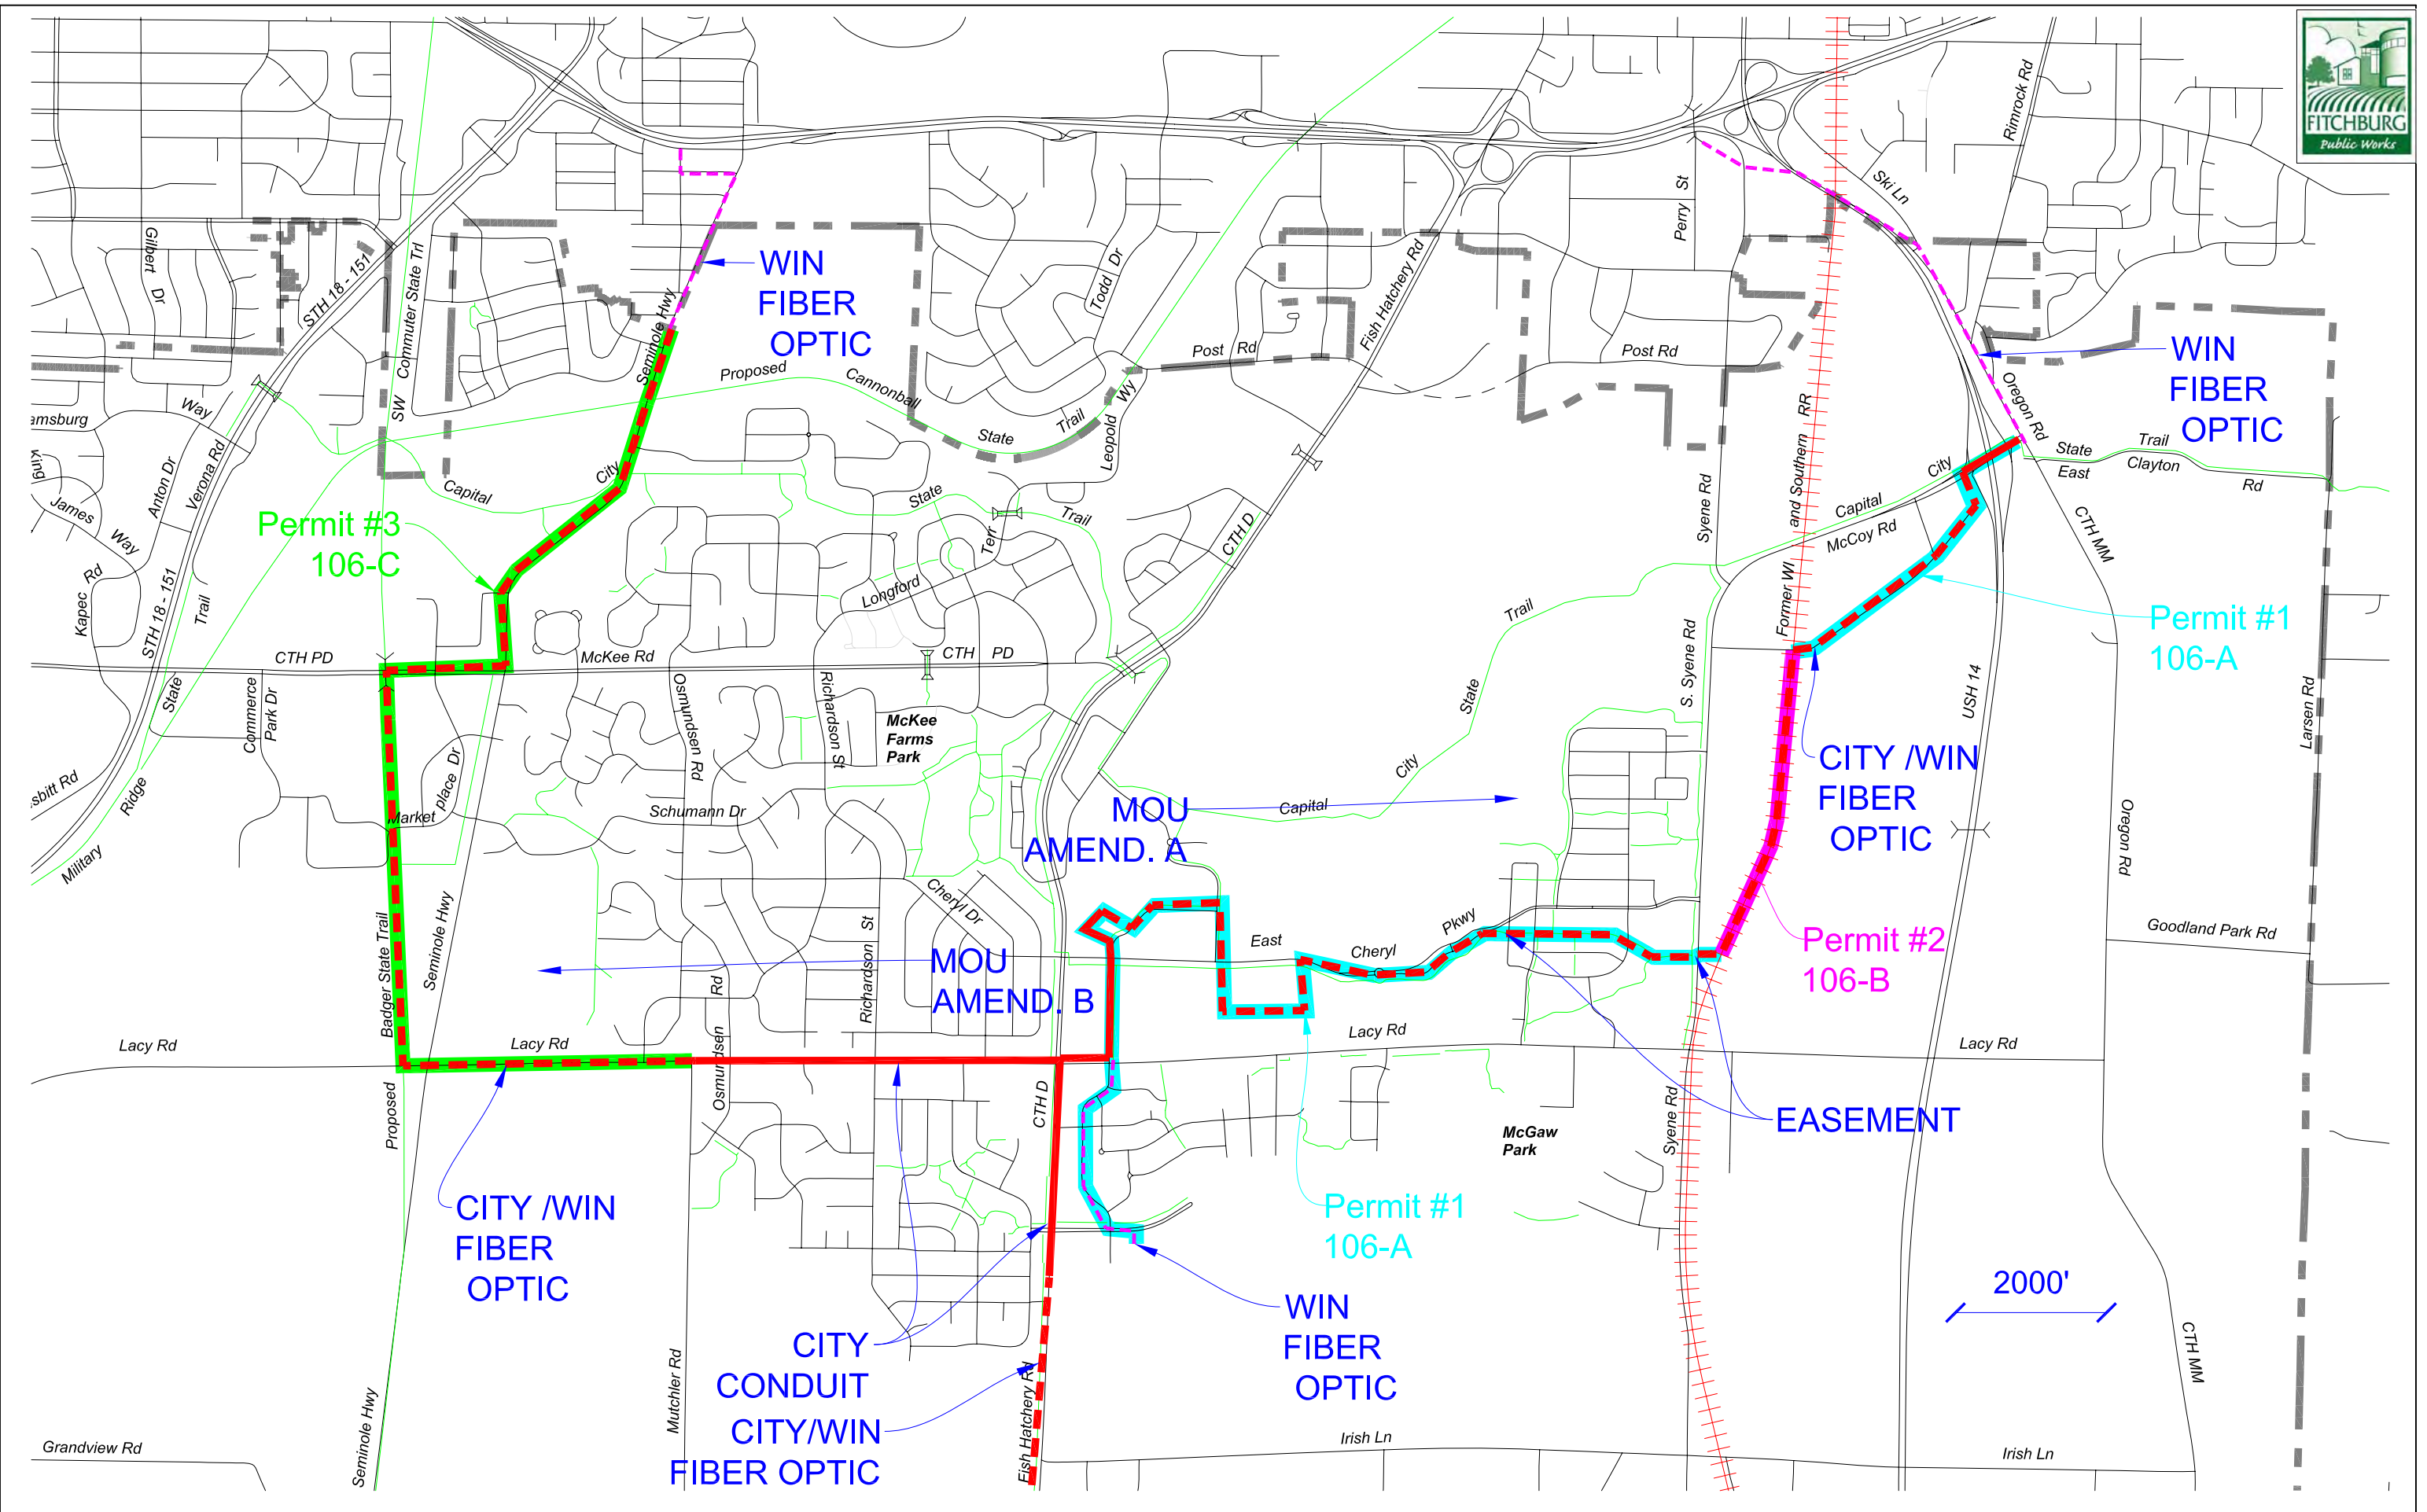 FITCHBURG
Public Works
Rimrock Rd
Ski Ln
Perry St
Gilbert Dr
STH 18 - 151
SW Commuter State Trl
Seminole Hwy
WIN
FIBER
OPTIC
Todd Dr
Fish Hatchery Rd
Post Rd
Post Rd
WIN
FIBER
OPTIC
Oregon Rd
Proposed Cannonball State Trail
Leopold Wy
amsburg Way
King James Way
Anton Dr
Verona Rd
Capital City State Trail
Permit #3
106-C
Kapec Rd
STH 18 - 151
Longford Terr
CTH D
Syene Rd
Former WI and Southern RR
Capital City State Trail
McCoy Rd
East Clayton Rd
CTH MM
Permit #1
106-A
CTH PD
McKee Rd
CTH PD
Commerce
Park Dr
Osmundsen Rd
Richardson St
McKee
Farms
Park
S. Syene Rd
USH 14
Larsen Rd
Military Ridge State Trail
sbitt Rd
Market place Dr
Schumann Dr
MOU
AMEND. A
Capital City State Trail
CITY /WIN
FIBER
OPTIC
Oregon Rd
Cheryl Dr
Badger State Trail
Seminole Hwy
Richardson St
MOU
AMEND. B
East Cheryl Pkwy
Permit #2
106-B
Goodland Park Rd
Lacy Rd
Lacy Rd
Osmundsen Rd
Lacy Rd
Lacy Rd
Proposed
CTH D
EASEMENT
McGaw
Park
Syene Rd
CITY /WIN
FIBER
OPTIC
Permit #1
106-A
2000'
CITY
CONDUIT
WIN
FIBER
OPTIC
Mutchler Rd
CITY/WIN
FIBER OPTIC
Fish Hatchery Rd
CTH MM
Seminole Hwy
Grandview Rd
Irish Ln
Irish Ln